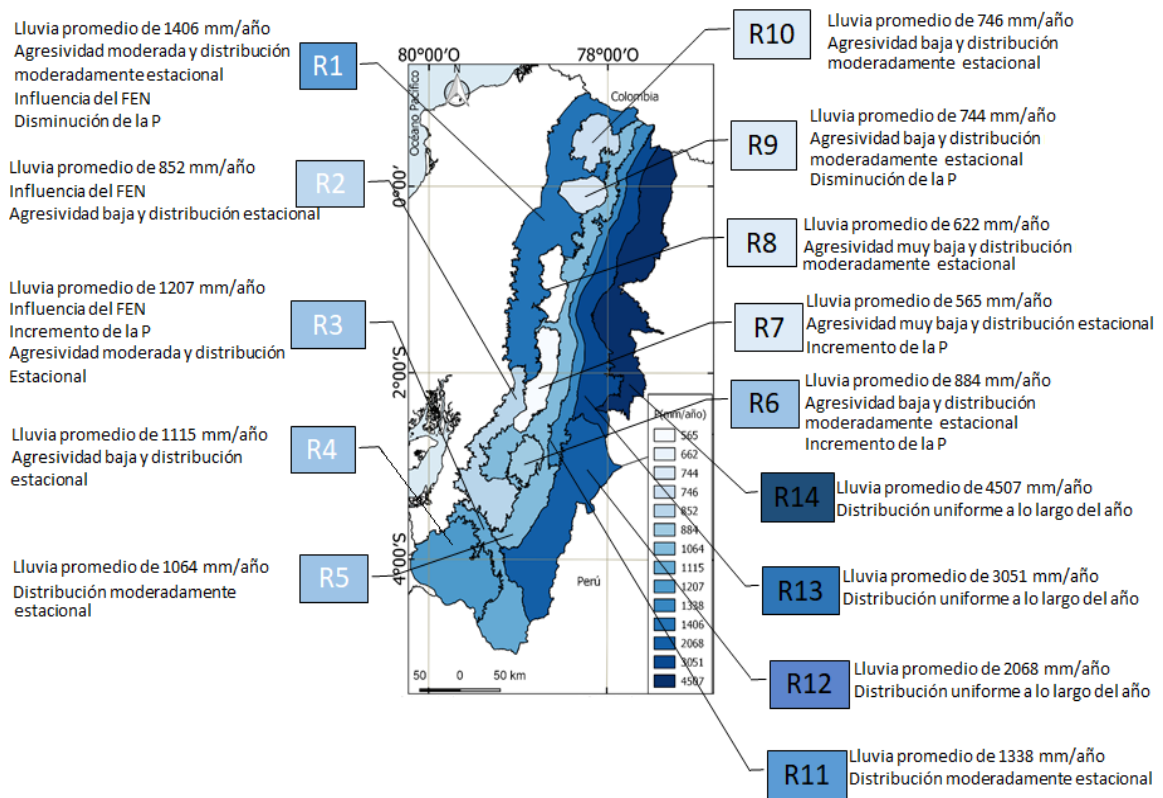 Lluvia promedio de 1406 mm/año
Agresividad moderada y distribución
moderadamente estacional
Influencia del FEN
Disminución de la P
R1
Lluvia promedio de 852 mm/año
Influencia del FEN
Agresividad baja y distribución estacional
R2
Lluvia promedio de 1207 mm/año
Influencia del FEN
Incremento de la P
Agresividad moderada y distribución
Estacional
R3
Lluvia promedio de 1115 mm/año
Agresividad baja y distribución
estacional
R4
Lluvia promedio de 1064 mm/año
Distribución moderadamente
estacional
R5
80°00'O
78°00'O
N
Océano Pacífico
Colombia
0°00'
2°00'S
4°00'S
Perú
50 0 50 km
P(mm/año)
565
662
744
746
852
884
1064
1115
1207
1338
1406
2068
3051
4507
R10
Lluvia promedio de 746 mm/año
Agresividad baja y distribución
moderadamente estacional
R9
Lluvia promedio de 744 mm/año
Agresividad baja y distribución
moderadamente estacional
Disminución de la P
R8
Lluvia promedio de 622 mm/año
Agresividad muy baja y distribución
moderadamente estacional
R7
Lluvia promedio de 565 mm/año
Agresividad muy baja y distribución estacional
Incremento de la P
R6
Lluvia promedio de 884 mm/año
Agresividad baja y distribución
moderadamente estacional
Incremento de la P
R14
Lluvia promedio de 4507 mm/año
Distribución uniforme a lo largo del año
R13
Lluvia promedio de 3051 mm/año
Distribución uniforme a lo largo del año
R12
Lluvia promedio de 2068 mm/año
Distribución uniforme a lo largo del año
R11
Lluvia promedio de 1338 mm/año
Distribución moderadamente estacional